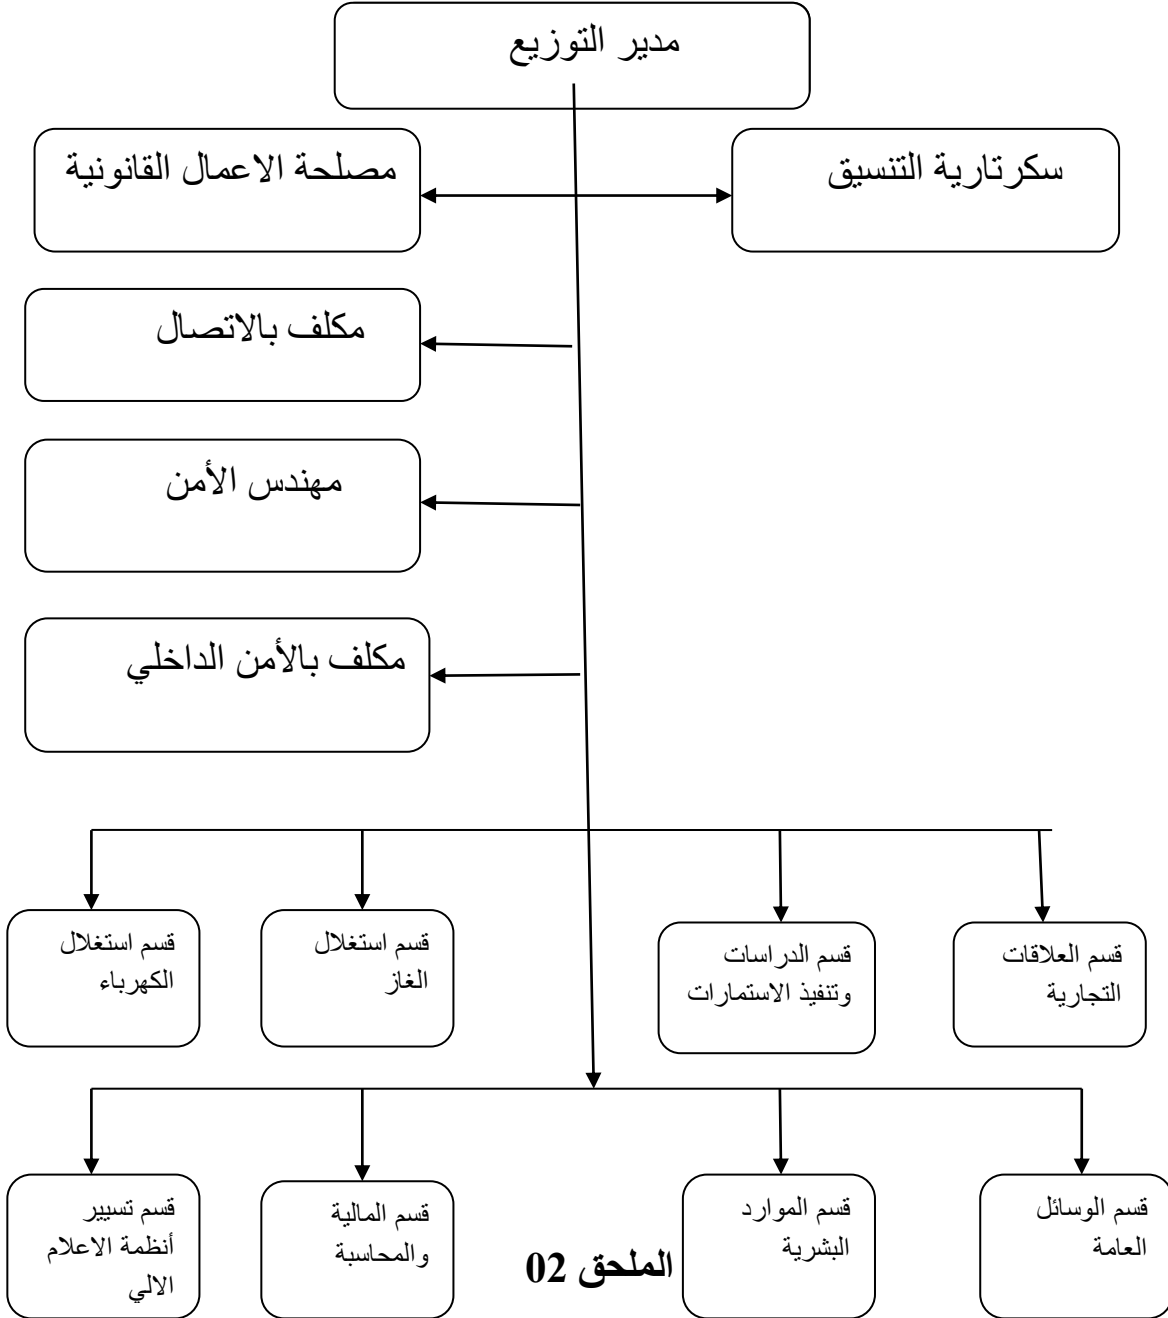 مدير التوزيع
سكرتارية التنسيق
مصلحة الاعمال القانونية
مكلف بالاتصال
مهندس الأمن
مكلف بالأمن الداخلي
قسم العلاقات
التجارية
قسم الدراسات
وتنفيذ الاستمارات
قسم استغلال
الغاز
قسم استغلال
الكهرباء
قسم الوسائل
العامة
قسم الموارد
البشرية
قسم المالية
والمحاسبة
قسم تسيير
أنظمة الاعلام
الالي
الملحق 02